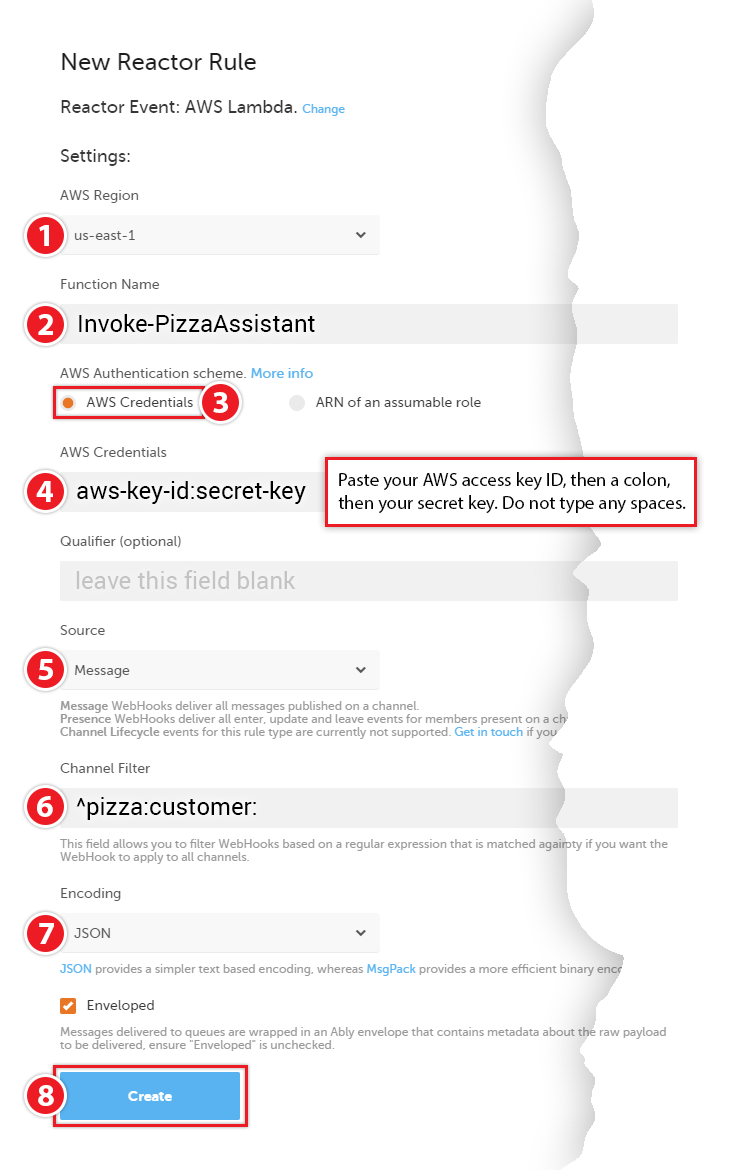 New Reactor Rule
Reactor Event: AWS Lambda. Change
Settings:
AWS Region
1 us-east-1
Function Name
2 Invoke-PizzaAssistant
AWS Authentication scheme. More info
AWS Credentials 3 ARN of an assumable role
AWS Credentials
4 aws-key-id:secret-key
Paste your AWS access key ID, then a colon,
then your secret key. Do not type any spaces.
Qualifier (optional)
leave this field blank
Source
5 Message
Message WebHooks deliver all messages published on a channel.
Presence WebHooks deliver all enter, update and leave events for members present on a ch
Channel Lifecycle events for this rule type are currently not supported. Get in touch if you
Channel Filter
6 ^pizza:customer:
This field allows you to filter WebHooks based on a regular expression that is matched against if you want the
WebHook to apply to all channels.
Encoding
7 JSON
JSON provides a simpler text based encoding, whereas MsgPack provides a more efficient binary enc
Enveloped
Messages delivered to queues are wrapped in an Ably envelope that contains metadata about the raw payload
to be delivered, ensure "Enveloped" is unchecked.
8 Create